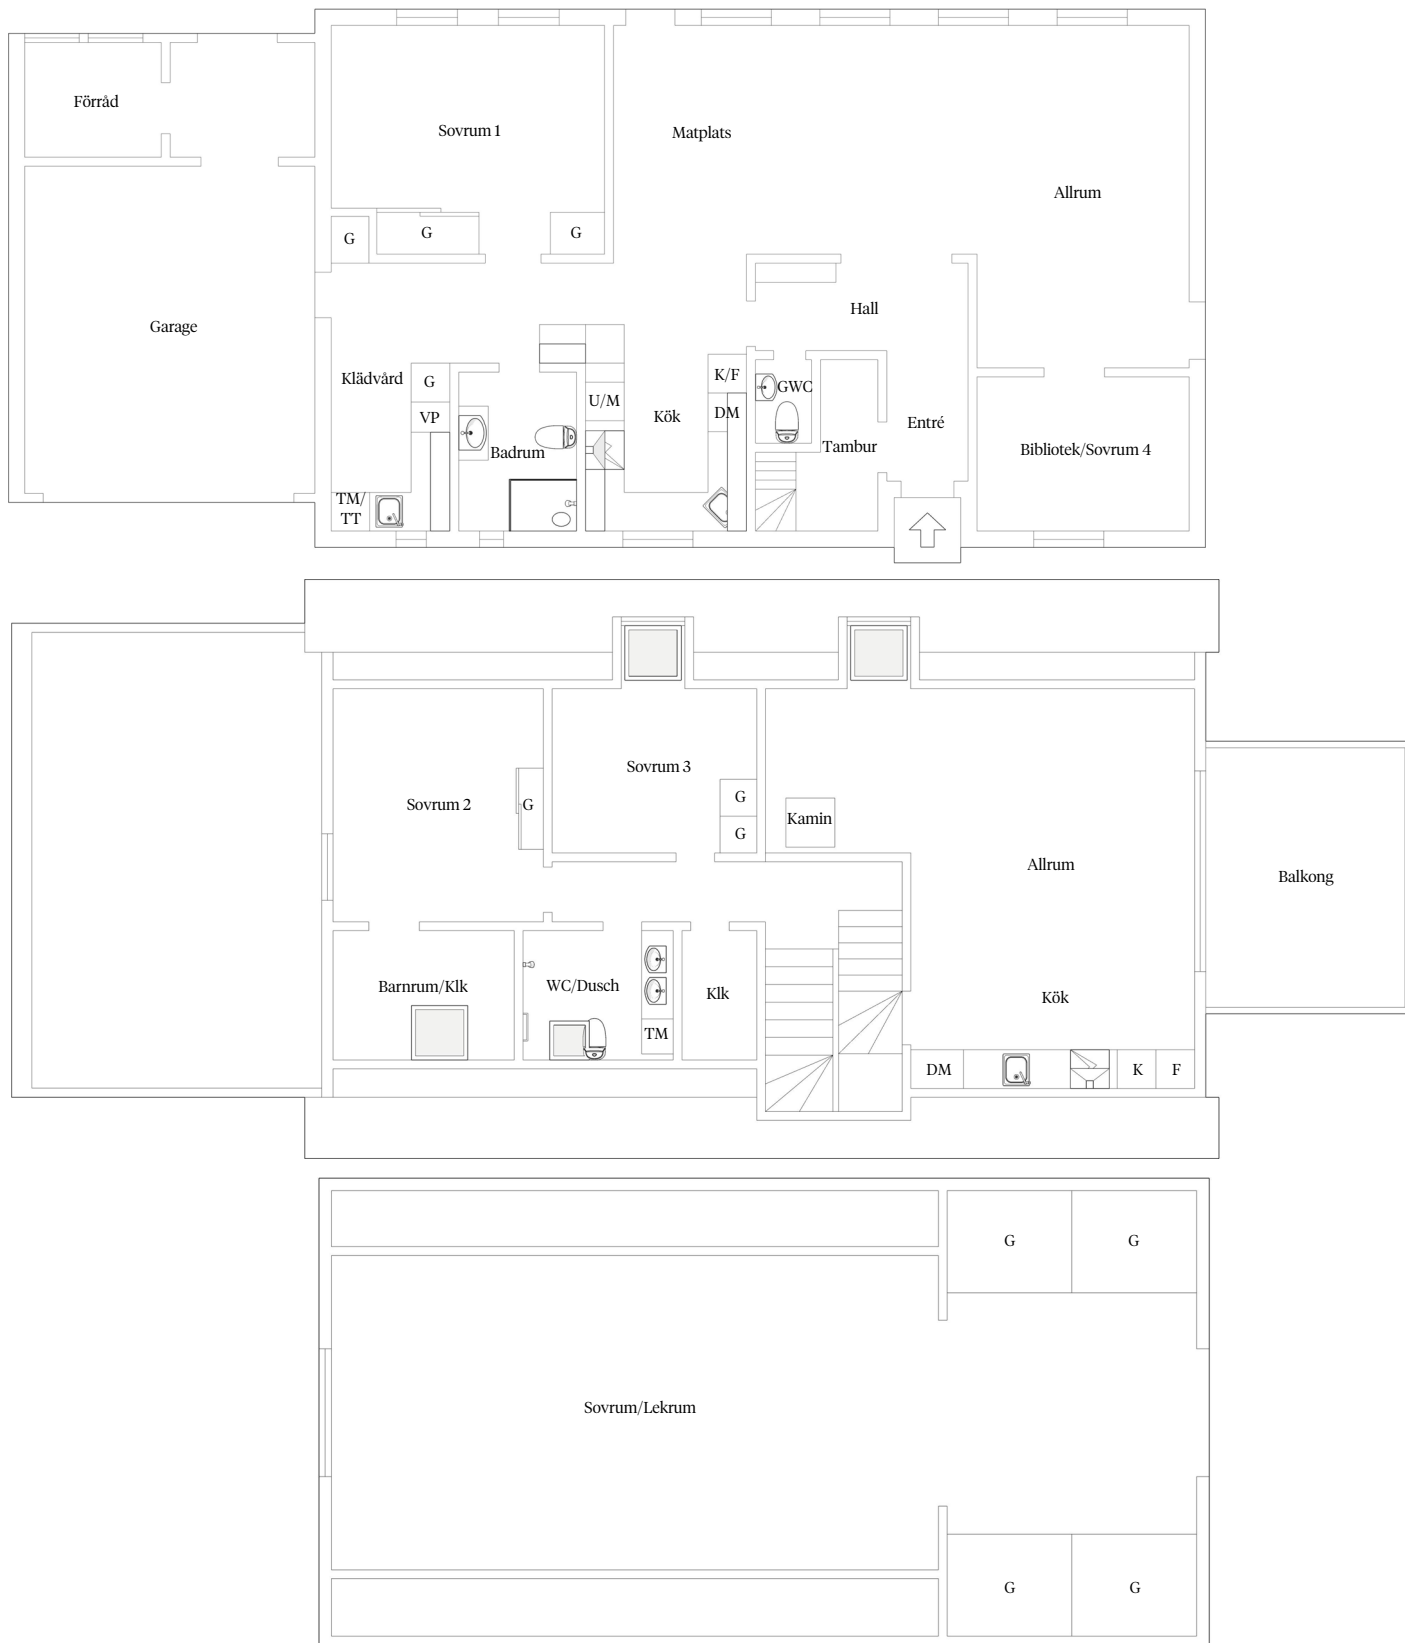 Förråd
Sovrum 1
Matplats
Allrum
G
G
G
Garage
Hall
Klädvård
G
VP
U/M
Kök
K/F
DM
GWC
Badrum
Tambur
Entré
Bibliotek/Sovrum 4
TM/
TT
Sovrum 2
G
Sovrum 3
G
G
Kamin
Allrum
Balkong
Barnrum/Klk
WC/Dusch
Klk
Kök
TM
DM
K
F
G
G
Sovrum/Lekrum
G
G